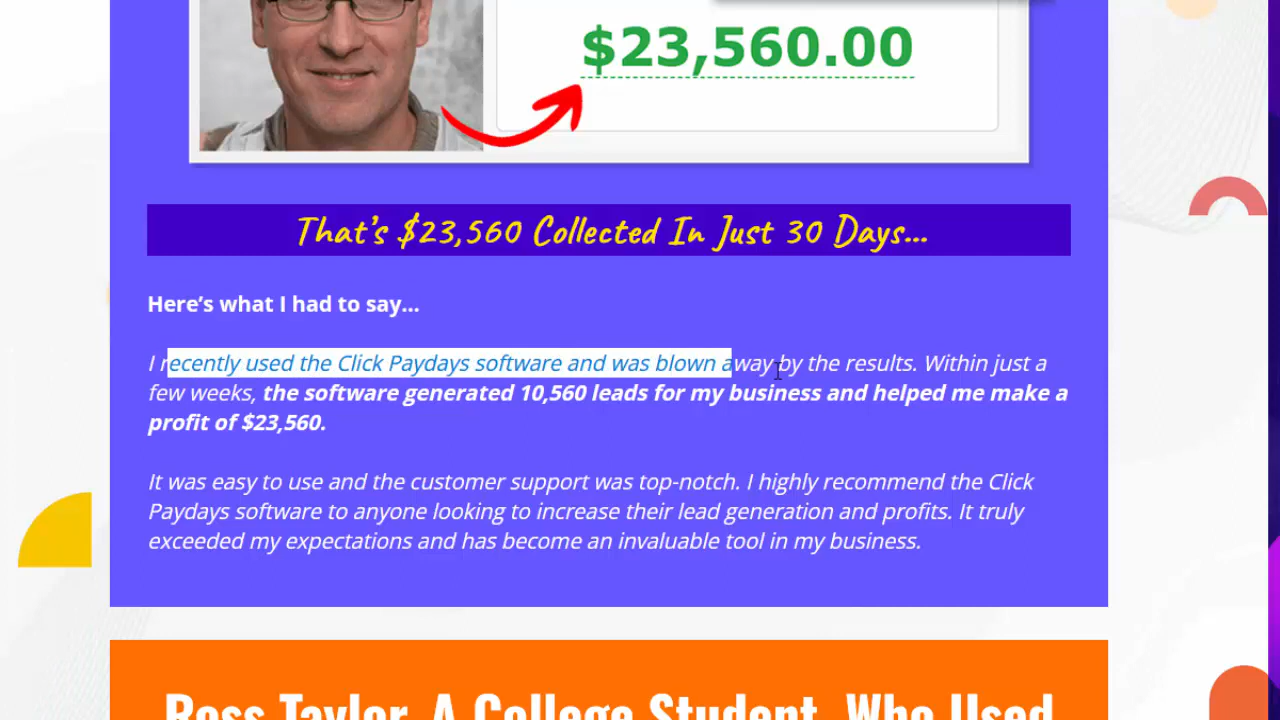 $23,560.00
That's $23,560 Collected In Just 30 Days...
Here's what I had to say...
I recently used the Click Paydays software and was blown away by the results. Within just a
few weeks, the software generated 10,560 leads for my business and helped me make a
profit of $23,560.
It was easy to use and the customer support was top-notch. I highly recommend the Click
Paydays software to anyone looking to increase their lead generation and profits. It truly
exceeded my expectations and has become an invaluable tool in my business.
Ross Taylor, A College Student, Who Used